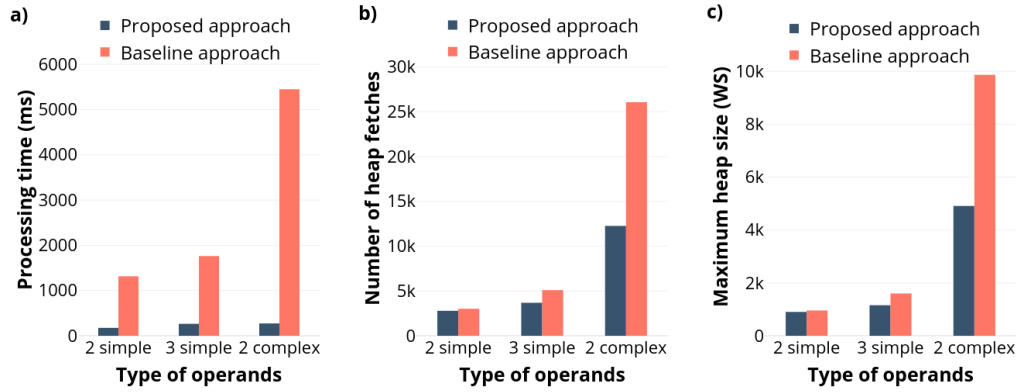 a)
Proposed approach
Baseline approach
6000
5000
4000
3000
2000
1000
0
Processing time (ms)
2 simple 3 simple 2 complex
Type of operands
b)
Proposed approach
Baseline approach
30k
25k
20k
15k
10k
5k
0
Number of heap fetches
2 simple 3 simple 2 complex
Type of operands
c)
Proposed approach
Baseline approach
10k
8k
6k
4k
2k
0
Maximum heap size (WS)
2 simple 3 simple 2 complex
Type of operands